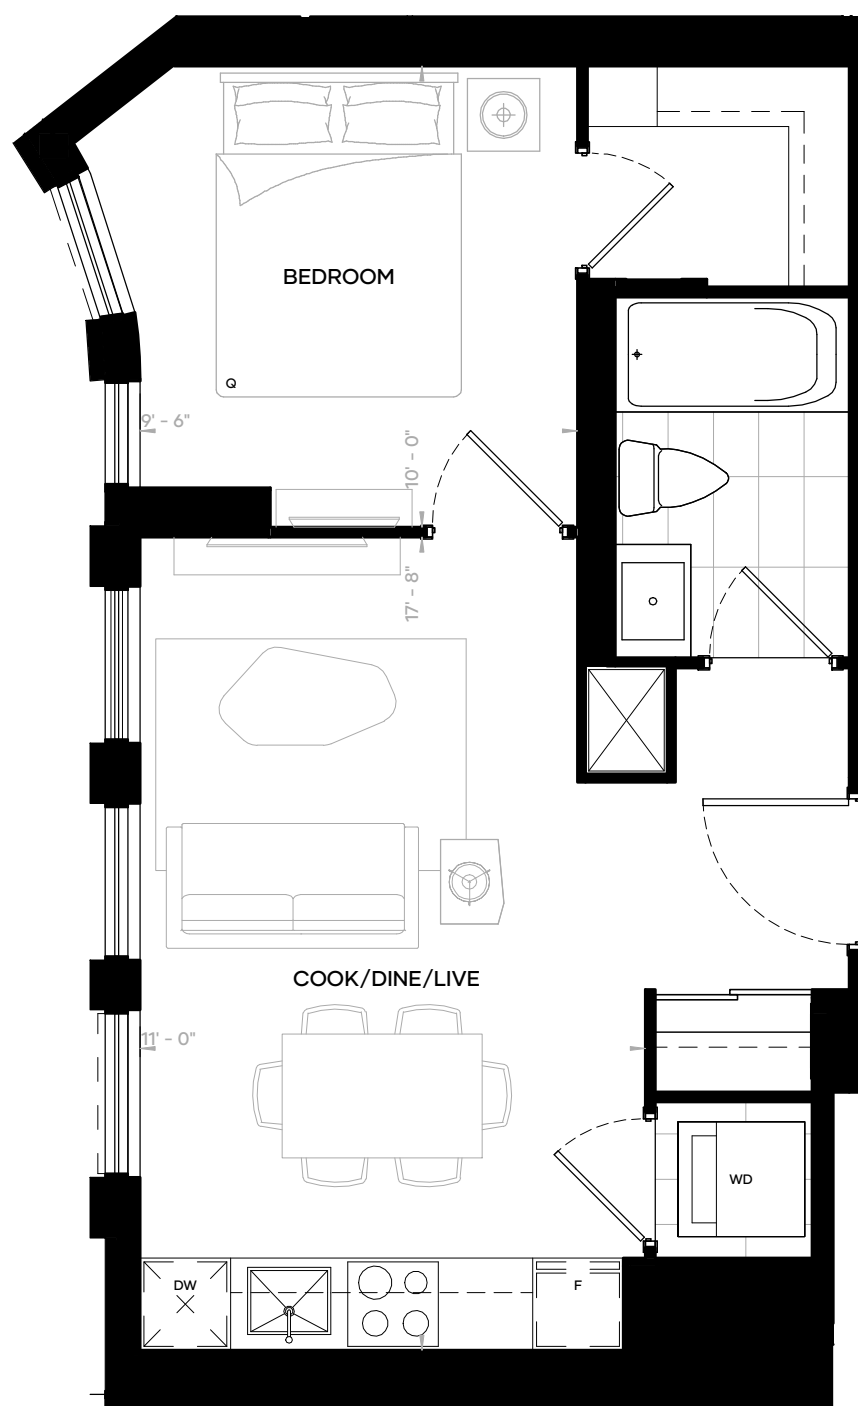 BEDROOM
Q
9' - 6"
10' - 0"
17' - 8"
COOK/DINE/LIVE
11' - 0"
WD
DW
F